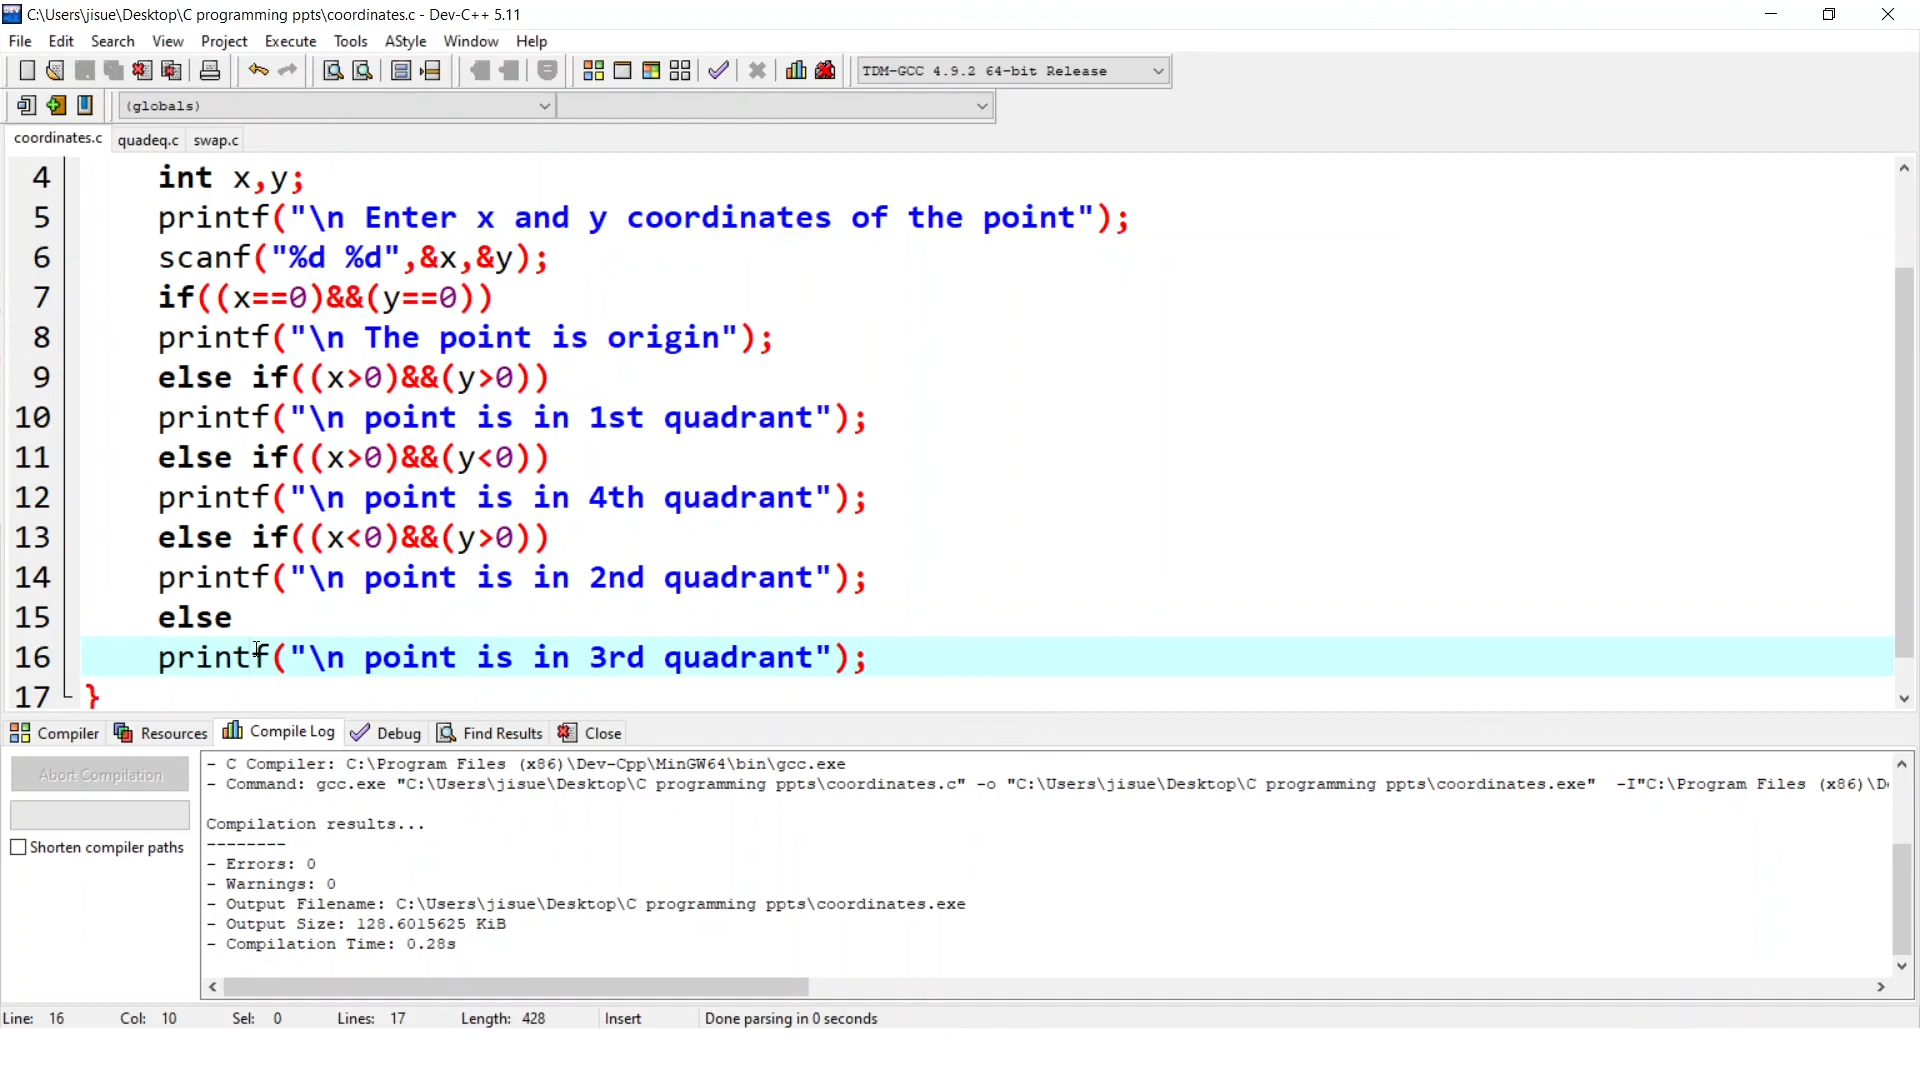 C:\Users\jisue\Desktop\C programming ppts\coordinates.c - Dev-C++ 5.11
File Edit Search View Project Execute Tools AStyle Window Help
TDM-GCC 4.9.2 64-bit Release
(globals)
coordinates.c quadeq.c swap.c
4 int x,y;
5 printf("\n Enter x and y coordinates of the point");
6 scanf("%d %d",&x,&y);
7 if((x==0)&&(y==0))
8 printf("\n The point is origin");
9 else if((x>0)&&(y>0))
10 printf("\n point is in 1st quadrant");
11 else if((x>0)&&(y<0))
12 printf("\n point is in 4th quadrant");
13 else if((x<0)&&(y>0))
14 printf("\n point is in 2nd quadrant");
15 else
16 printf("\n point is in 3rd quadrant");
17 }
Compiler Resources Compile Log Debug Find Results Close
Abort Compilation
Shorten compiler paths
- C Compiler: C:\Program Files (x86)\Dev-Cpp\MinGW64\bin\gcc.exe
- Command: gcc.exe "C:\Users\jisue\Desktop\C programming ppts\coordinates.c" -o "C:\Users\jisue\Desktop\C programming ppts\coordinates.exe" -I"C:\Program Files (x86)\D
Compilation results...
--------
- Errors: 0
- Warnings: 0
- Output Filename: C:\Users\jisue\Desktop\C programming ppts\coordinates.exe
- Output Size: 128.6015625 KiB
- Compilation Time: 0.28s
Line: 16 Col: 10 Sel: 0 Lines: 17 Length: 428 Insert Done parsing in 0 seconds